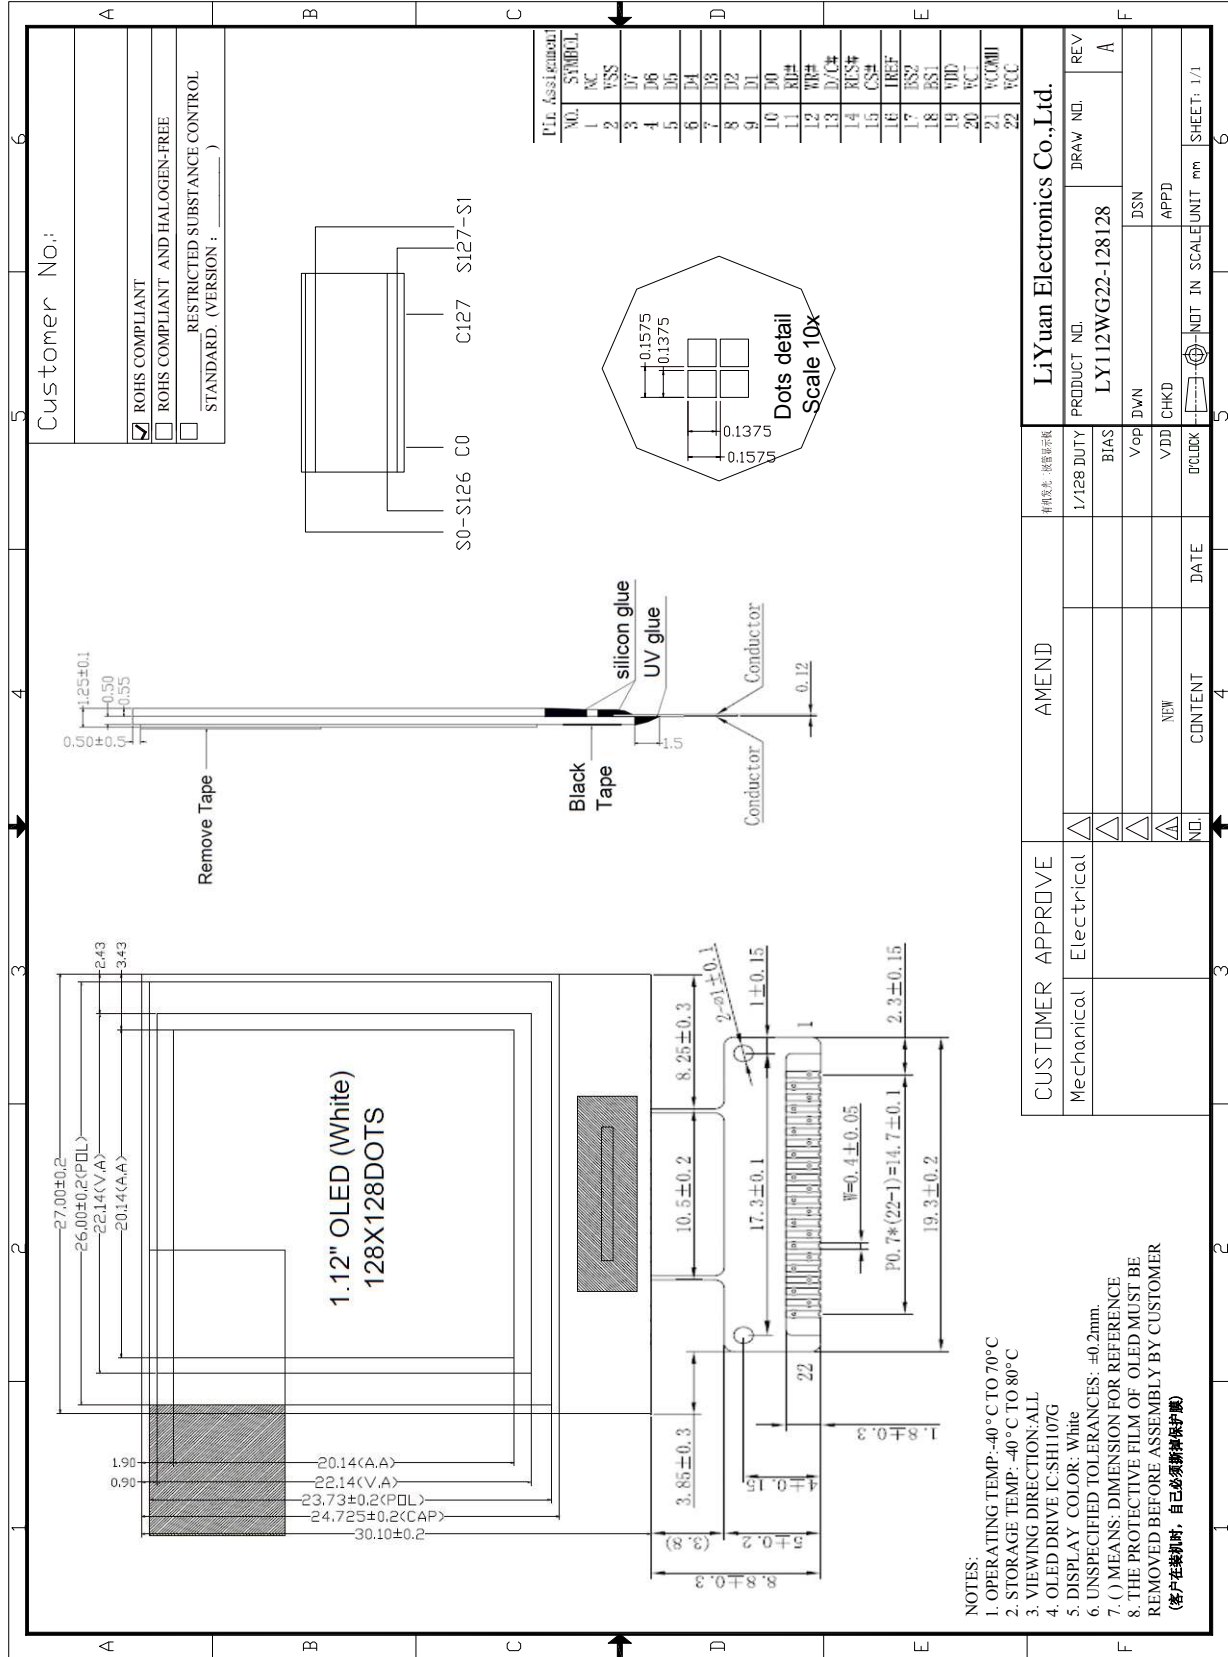 6
5
4
3
2
1
A
B
C
D
E
F
Customer No.:
ROHS COMPLIANT
ROHS COMPLIANT AND HALOGEN-FREE
RESTRICTED SUBSTANCE CONTROL
STANDARD. (VERSION : )
27.00±0.2
26.00±0.2(POL)
22.14(V.A)
20.14(A.A)
2.43
3.43
1.90
0.90
20.14(A.A)
22.14(V.A)
23.73±0.2(POL)
24.725±0.2(CAP)
30.10±0.2
1.12" OLED (White)
128X128DOTS
8.25±0.3
10.5±0.2
3.85±0.3
2-ø1±0.1
1±0.15
17.3±0.1
(3.8)
5±0.2
8.8±0.3
4±0.15
1.8±0.3
22
1
W=0.4±0.05
P0.7*(22-1)=14.7±0.1
2.3±0.15
19.3±0.2
1.25±0.1
0.50
0.55
0.50±0.5
Remove Tape
Black
Tape
silicon glue
UV glue
1.5
Conductor
Conductor
0.12
S0-S126
C0
C127
S127-S1
0.1575
0.1375
0.1375
0.1575
Dots detail
Scale 10x
Pin Assignment
NO. SYMBOL
1 NC
2 VSS
3 D7
4 D6
5 D5
6 D4
7 D3
8 D2
9 D1
10 D0
11 RD#
12 WR#
13 D/C#
14 RES#
15 CS#
16 IREF
17 BS2
18 BS1
19 VDD
20 VCI
21 VCOMH
22 VCC
NOTES:
1. OPERATING TEMP:-40°C TO 70°C
2. STORAGE TEMP: -40°C TO 80°C
3. VIEWING DIRECTION:ALL
4. OLED DRIVE IC:SH1107G
5. DISPLAY COLOR: White
6. UNSPECIFIED TOLERANCES: ±0.2mm.
7. ( ) MEANS: DIMENSION FOR REFERENCE
8. THE PROTECTIVE FILM OF OLED MUST BE
REMOVED BEFORE ASSEMBLY BY CUSTOMER
(客户在装机时，自己必须撕掉保护膜)
CUSTOMER APPROVE
Mechanical
Electrical
AMEND
A
NEW
NO.
CONTENT
DATE
1/128 DUTY
BIAS
Vop
VDD
O'CLOCK
LiYuan Electronics Co.,Ltd.
PRODUCT NO.
LY112WG22-128128
DRAW NO.
REV
A
DWN
DSN
CHKD
APPD
NOT IN SCALE
UNIT mm
SHEET: 1/1
A
B
C
D
E
F
6
5
4
3
2
1